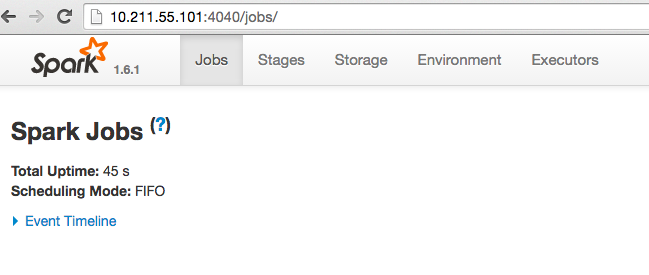 10.211.55.101:4040/jobs/
Spark 1.6.1 Jobs Stages Storage Environment Executors
Spark Jobs (?)
Total Uptime: 45 s
Scheduling Mode: FIFO
Event Timeline